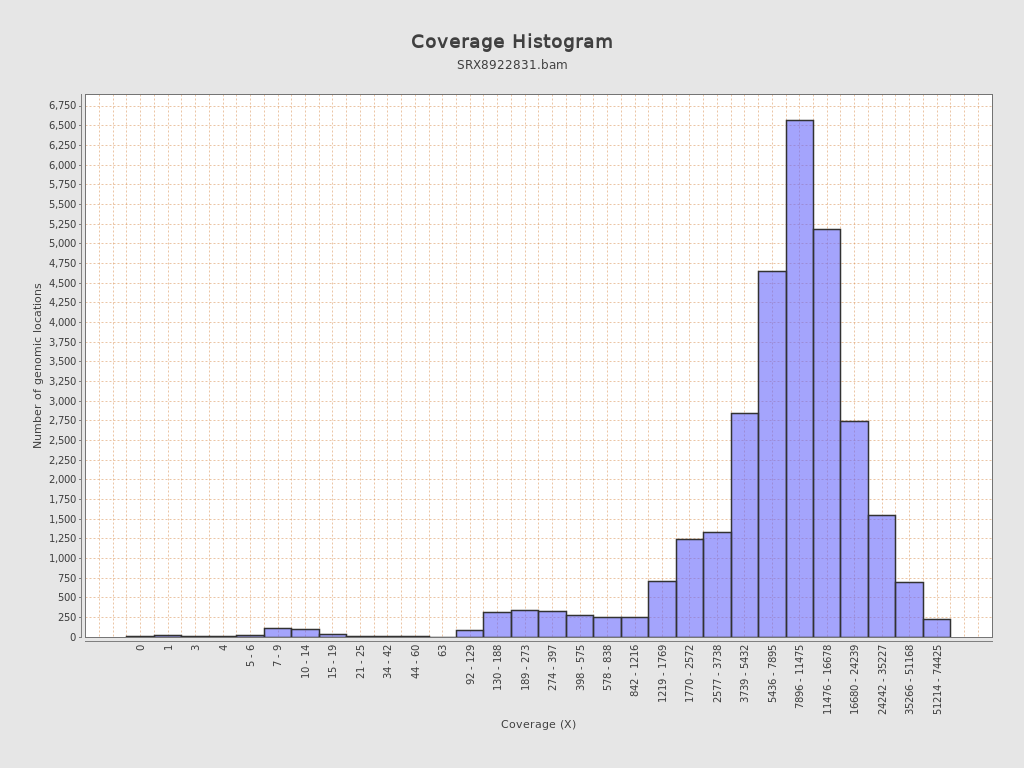 Coverage Histogram
SRX8922831.bam
Number of genomic locations
6,750
6,500
6,250
6,000
5,750
5,500
5,250
5,000
4,750
4,500
4,250
4,000
3,750
3,500
3,250
3,000
2,750
2,500
2,250
2,000
1,750
1,500
1,250
1,000
750
500
250
0
0
1
3
4
5 - 6
7 - 9
10 - 14
15 - 19
21 - 25
34 - 42
44 - 60
63
92 - 129
130 - 188
189 - 273
274 - 397
398 - 575
578 - 838
842 - 1216
1219 - 1769
1770 - 2572
2577 - 3738
3739 - 5432
5436 - 7895
7896 - 11475
11476 - 16678
16680 - 24239
24242 - 35227
35266 - 51168
51214 - 74425
Coverage (X)